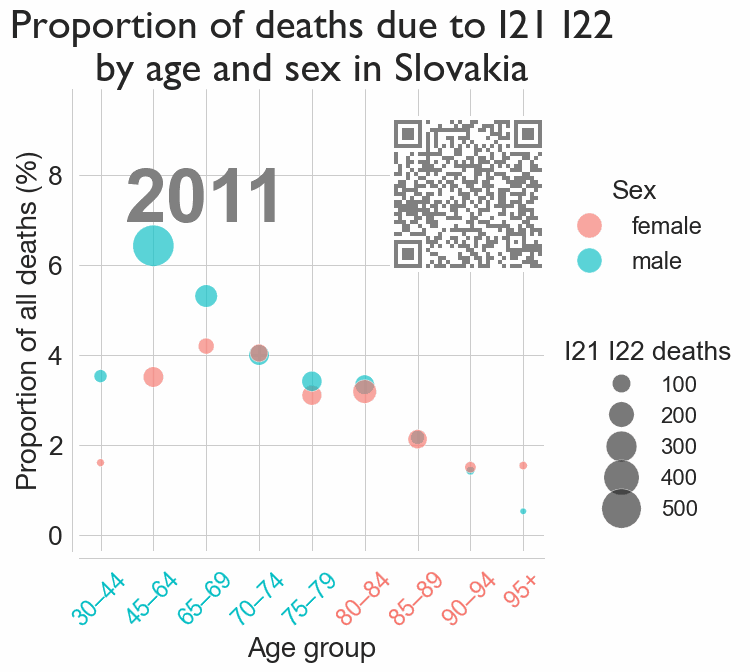 Proportion of deaths due to I21 I22
by age and sex in Slovakia
2011
Proportion of all deaths (%)
8
6
4
2
0
30–44
45–64
65–69
70–74
75–79
80–84
85–89
90–94
95+
Age group
Sex
female
male
I21 I22 deaths
100
200
300
400
500